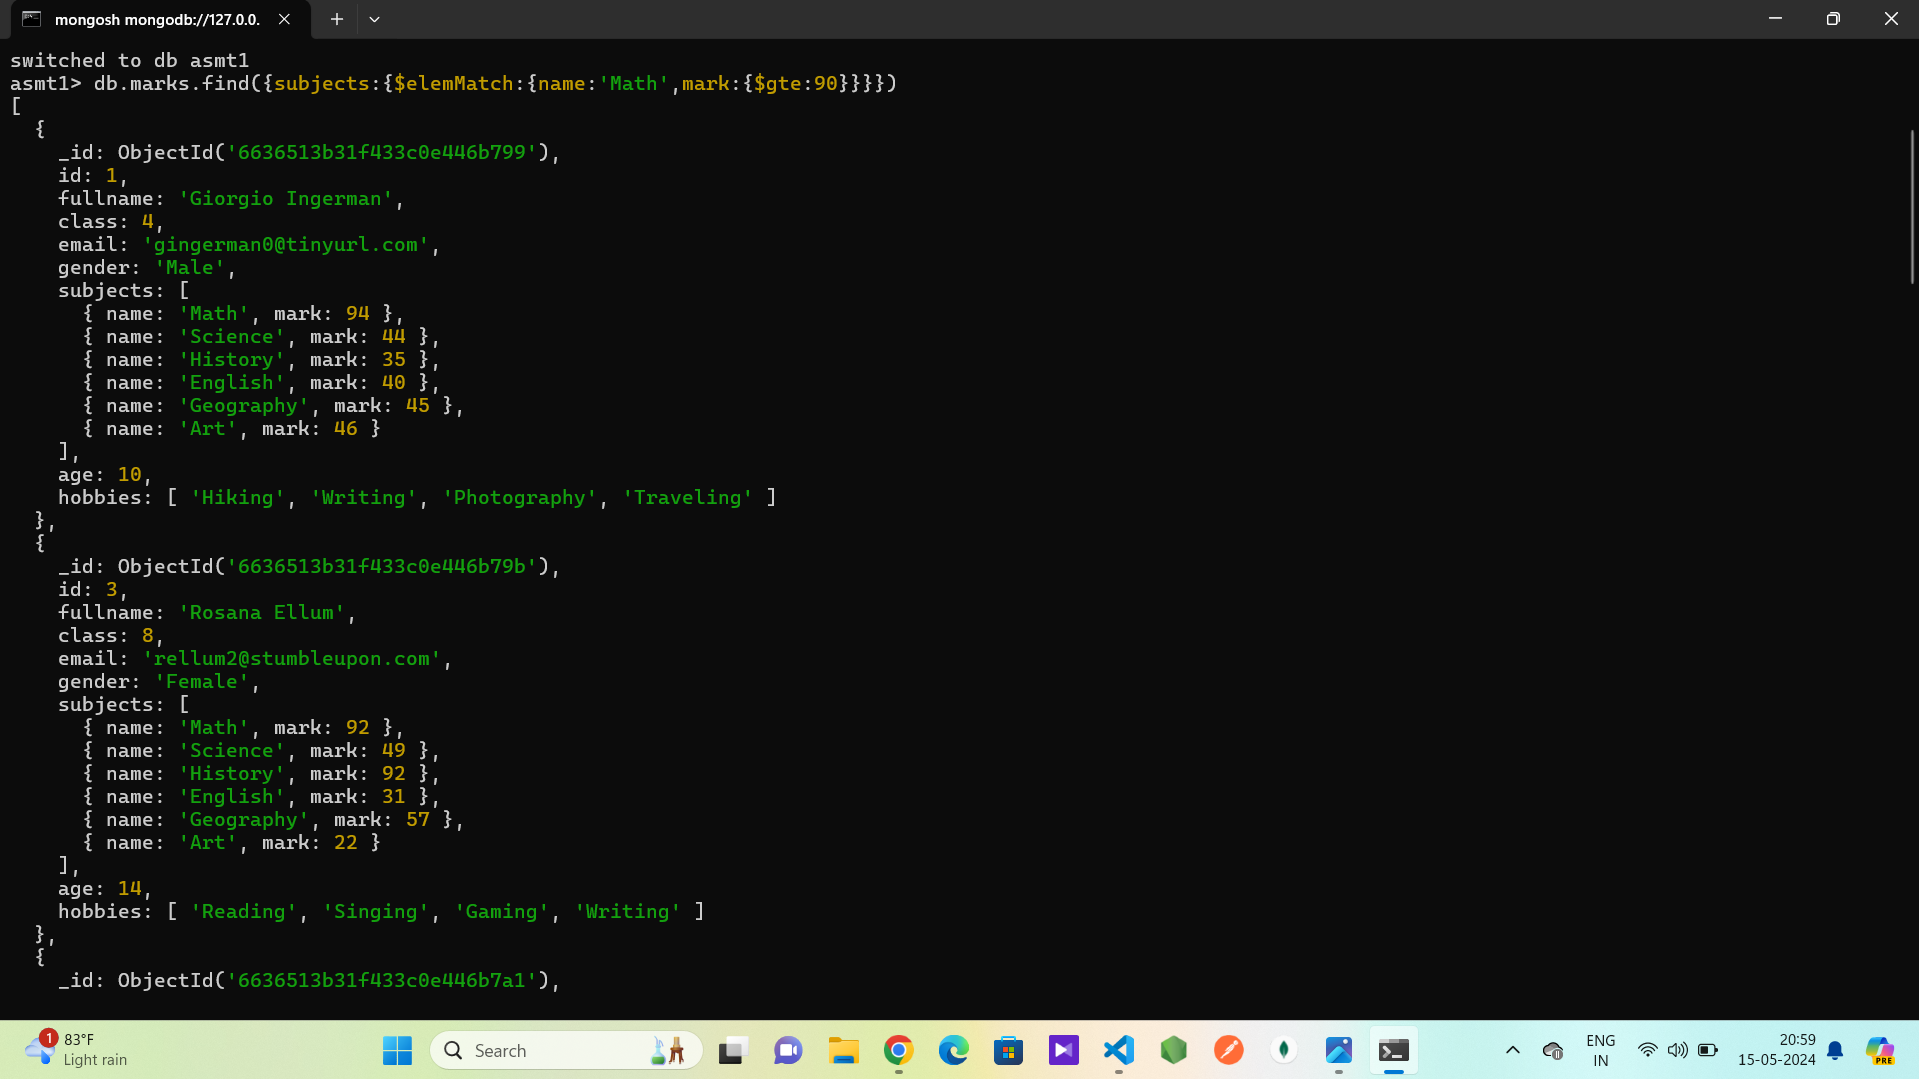 mongosh mongodb://127.0.0.
switched to db asmt1
asmt1> db.marks.find({subjects:{$elemMatch:{name:'Math',mark:{$gte:90}}}})
[
  {
    _id: ObjectId('6636513b31f433c0e446b799'),
    id: 1,
    fullname: 'Giorgio Ingerman',
    class: 4,
    email: 'gingerman0@tinyurl.com',
    gender: 'Male',
    subjects: [
      { name: 'Math', mark: 94 },
      { name: 'Science', mark: 44 },
      { name: 'History', mark: 35 },
      { name: 'English', mark: 40 },
      { name: 'Geography', mark: 45 },
      { name: 'Art', mark: 46 }
    ],
    age: 10,
    hobbies: [ 'Hiking', 'Writing', 'Photography', 'Traveling' ]
  },
  {
    _id: ObjectId('6636513b31f433c0e446b79b'),
    id: 3,
    fullname: 'Rosana Ellum',
    class: 8,
    email: 'rellum2@stumbleupon.com',
    gender: 'Female',
    subjects: [
      { name: 'Math', mark: 92 },
      { name: 'Science', mark: 49 },
      { name: 'History', mark: 92 },
      { name: 'English', mark: 31 },
      { name: 'Geography', mark: 57 },
      { name: 'Art', mark: 22 }
    ],
    age: 14,
    hobbies: [ 'Reading', 'Singing', 'Gaming', 'Writing' ]
  },
  {
    _id: ObjectId('6636513b31f433c0e446b7a1'),
1
83°F
Light rain
Search
ENG
IN
20:59
15-05-2024
PRE